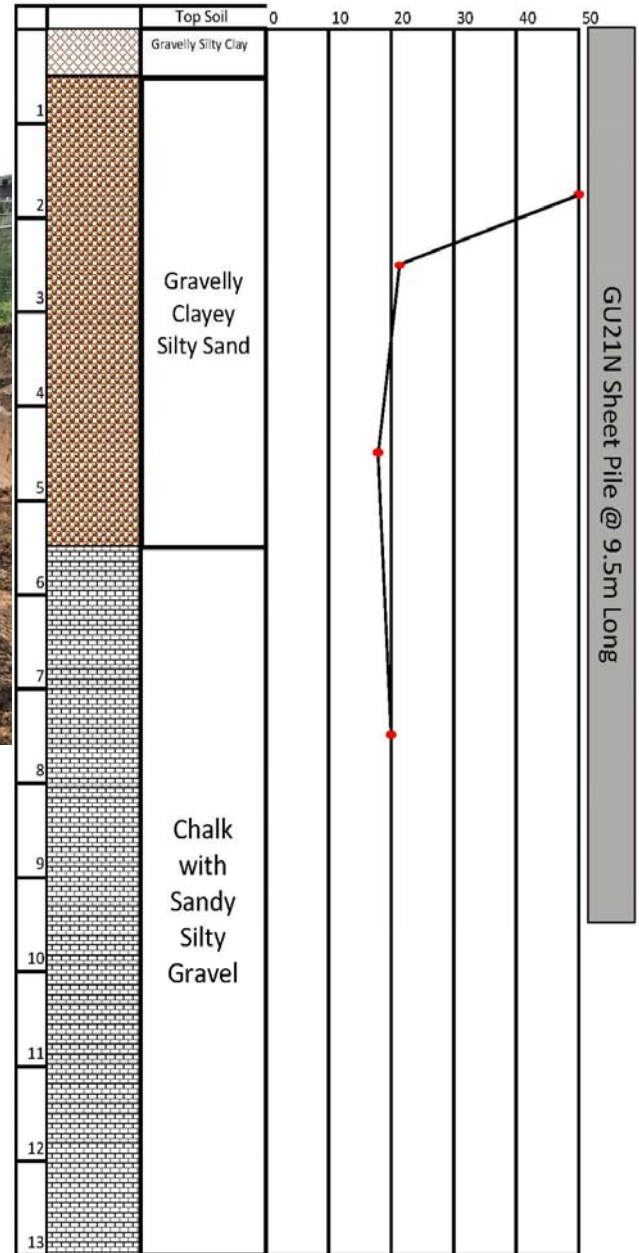 Top Soil
0 10 20 30 40 50
Gravelly Silty Clay
1
2
3
4
5
6
7
8
9
10
11
12
13
Gravelly
Clayey
Silty Sand
Chalk
with
Sandy
Silty
Gravel
GU21N Sheet Pile @ 9.5m Long